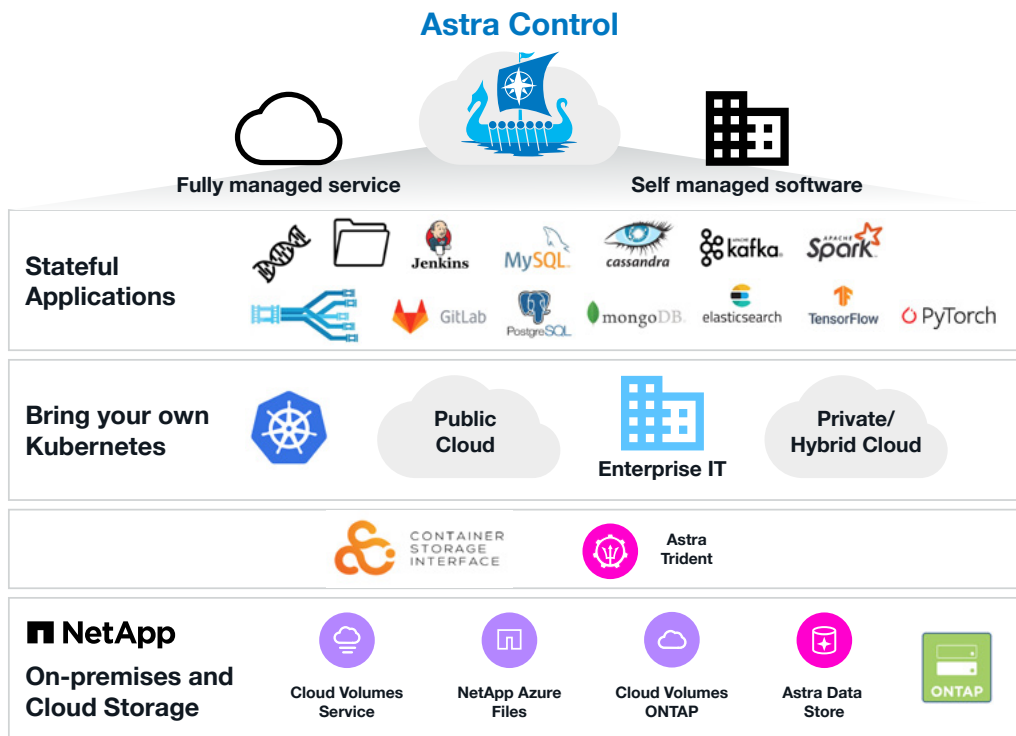 Astra Control
Fully managed service
Self managed software
Stateful
Applications
Jenkins
MySQL
cassandra
APACHE
kafka
APACHE
Spark
GitLab
PostgreSQL
mongoDB
elasticsearch
TensorFlow
PyTorch
Bring your own
Kubernetes
Public
Cloud
Enterprise IT
Private/
Hybrid Cloud
CONTAINER
STORAGE
INTERFACE
Astra
Trident
NetApp
On-premises and
Cloud Storage
Cloud Volumes
Service
NetApp Azure
Files
Cloud Volumes
ONTAP
Astra Data
Store
ONTAP